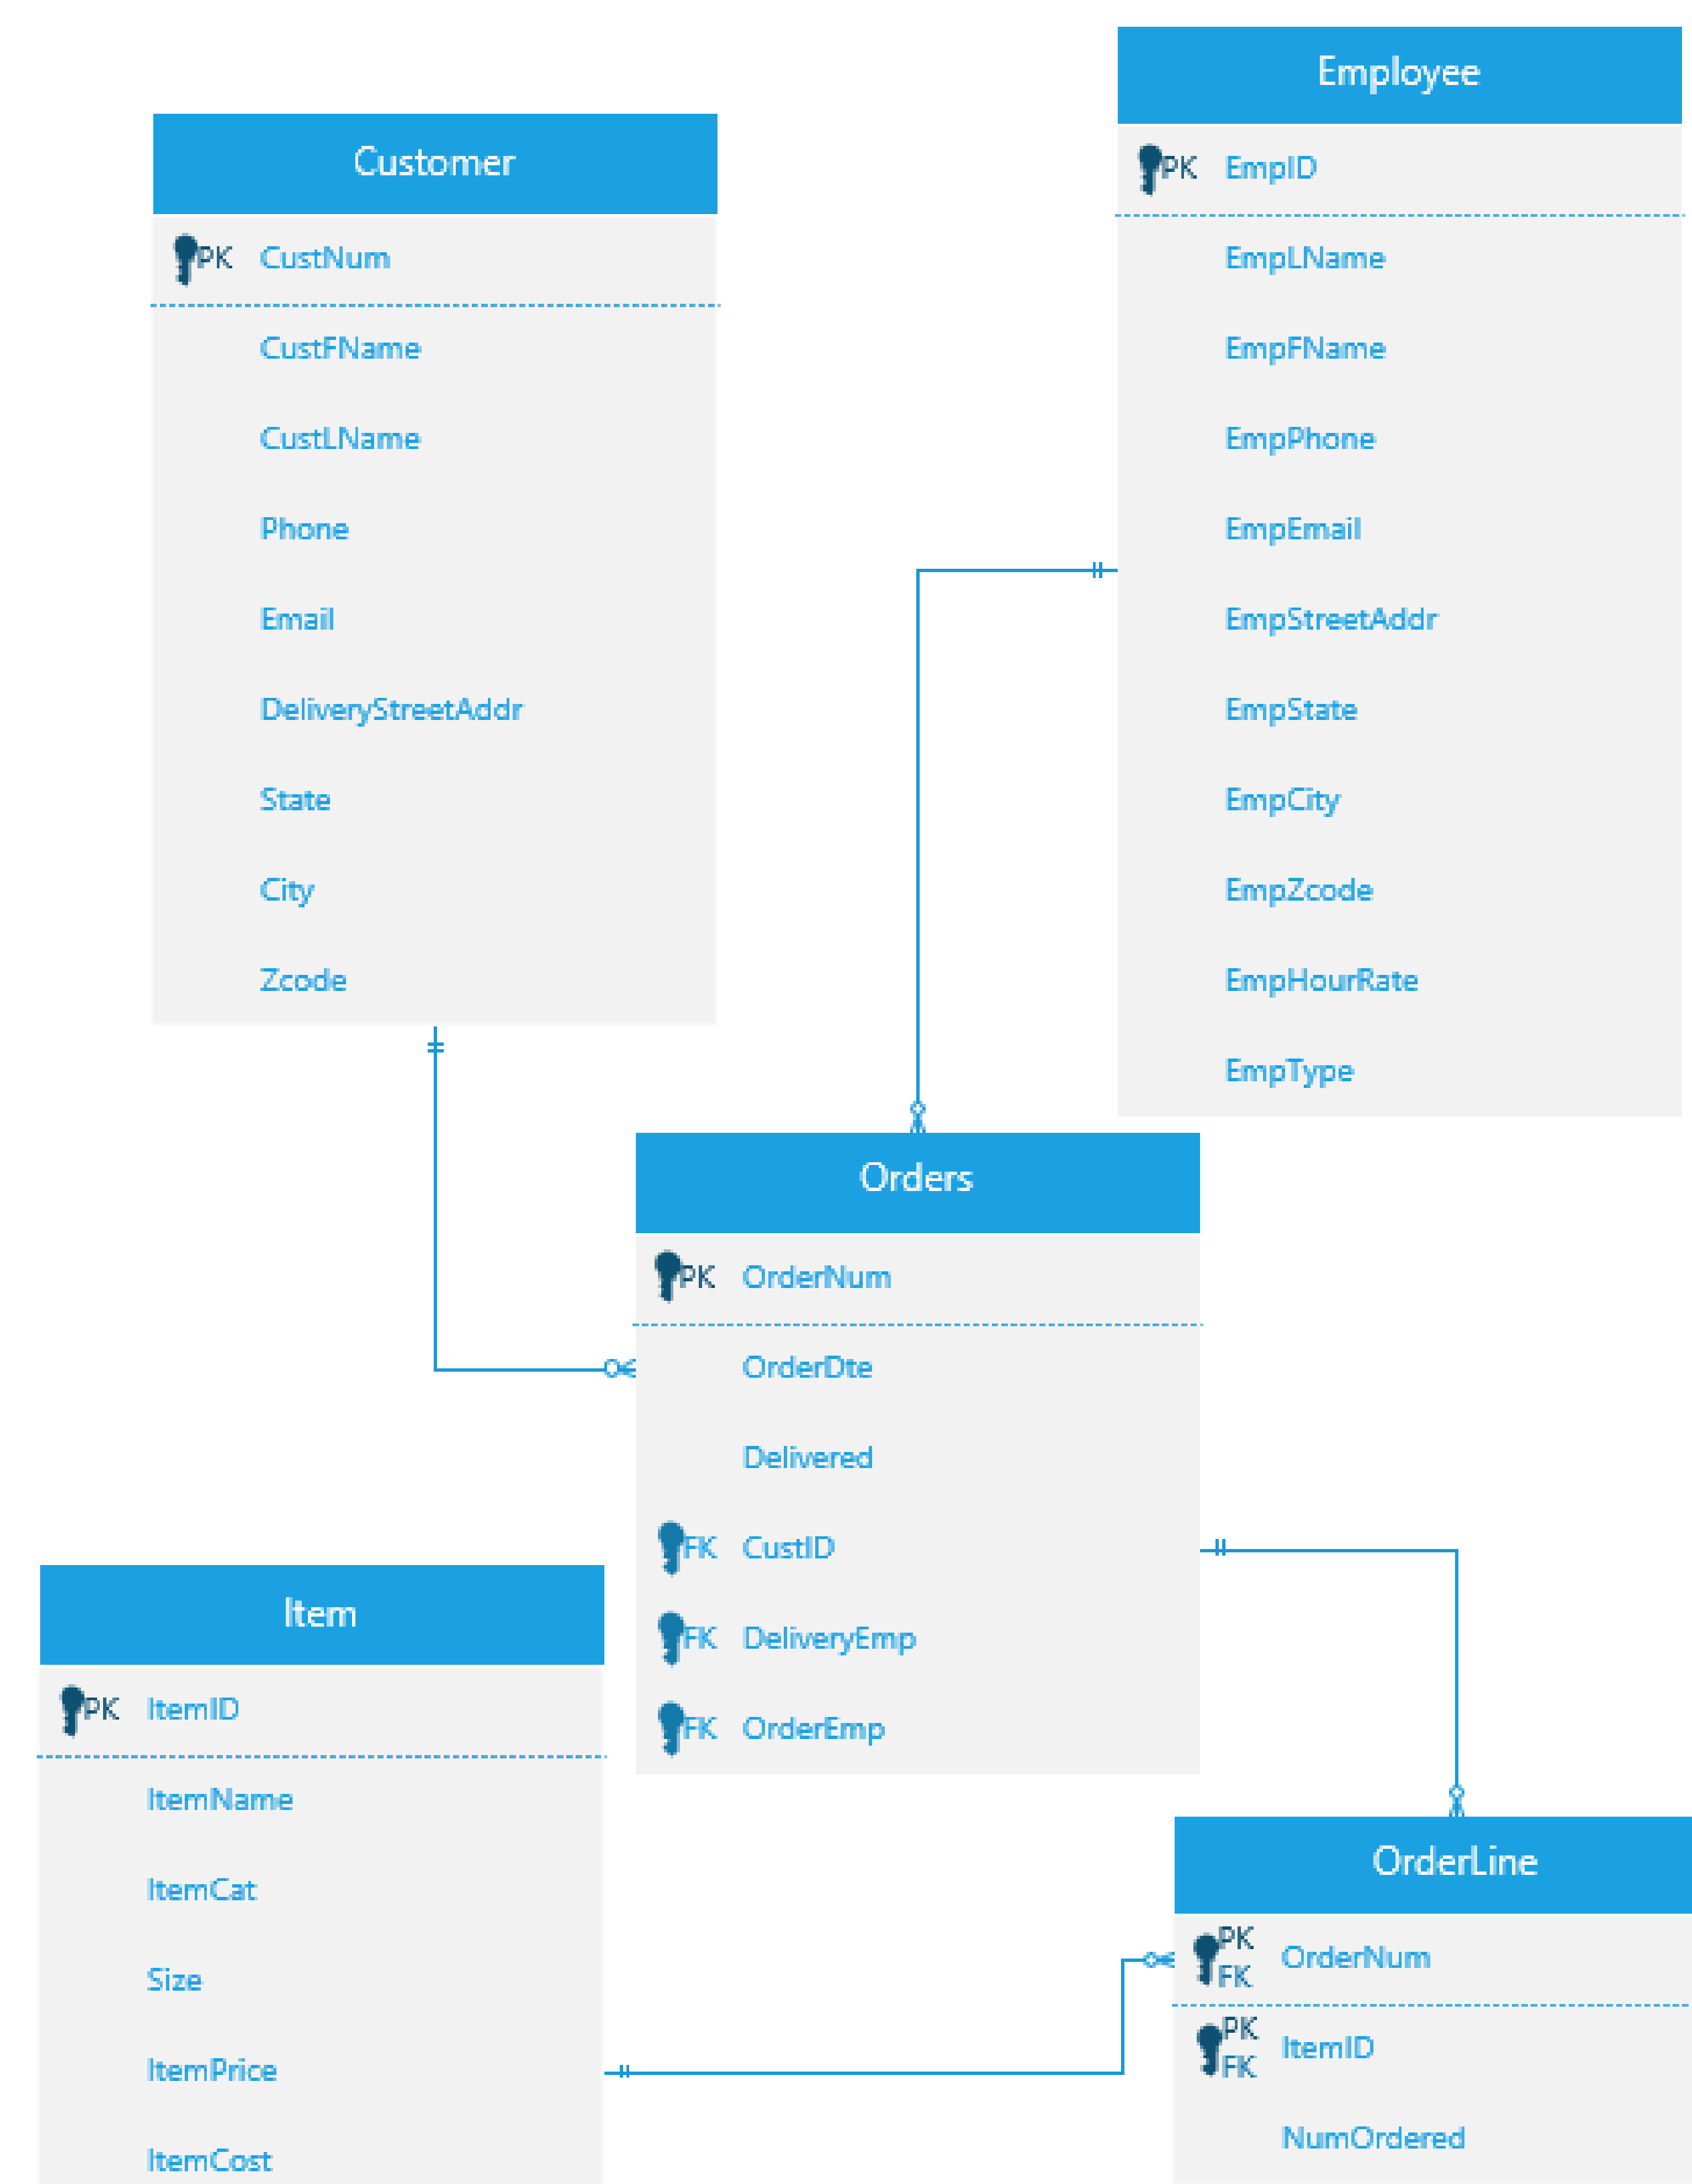 Customer
PK CustNum
CustFName
CustLName
Phone
Email
DeliveryStreetAddr
State
City
Zcode
Employee
PK EmpID
EmpLName
EmpFName
EmpPhone
EmpEmail
EmpStreetAddr
EmpState
EmpCity
EmpZcode
EmpHourRate
EmpType
Orders
PK OrderNum
OrderDte
Delivered
FK CustID
FK DeliveryEmp
FK OrderEmp
Item
PK ItemID
ItemName
ItemCat
Size
ItemPrice
ItemCost
OrderLine
PK
FK OrderNum
PK
FK ItemID
NumOrdered